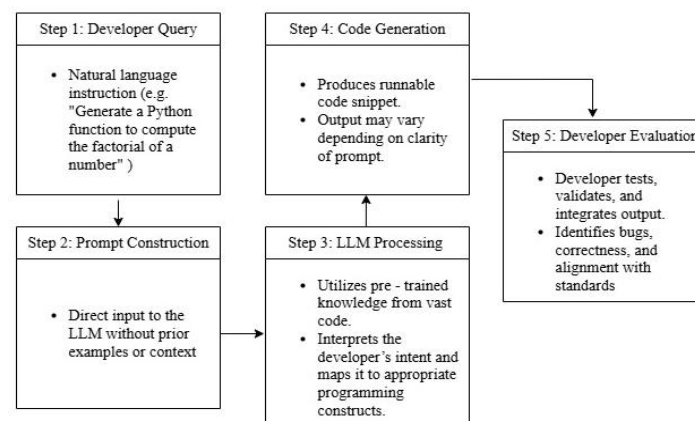 Step 1: Developer Query
• Natural language
instruction (e.g.
"Generate a Python
function to compute
the factorial of a
number" )
Step 2: Prompt Construction
• Direct input to the
LLM without prior
examples or context
Step 3: LLM Processing
• Utilizes pre - trained
knowledge from vast
code.
• Interprets the
developer’s intent and
maps it to appropriate
programming
constructs.
Step 4: Code Generation
• Produces runnable
code snippet.
• Output may vary
depending on clarity
of prompt.
Step 5: Developer Evaluation
• Developer tests,
validates, and
integrates output.
• Identifies bugs,
correctness, and
alignment with
standards